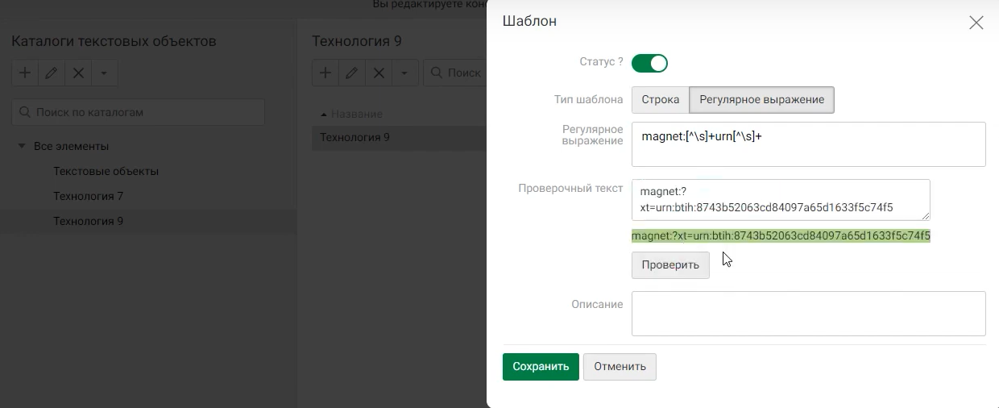 Вы редактируете кон
Каталоги текстовых объектов
Поиск по каталогам
Все элементы
Текстовые объекты
Технология 7
Технология 9
Технология 9
Поиск
Название
Технология 9
Шаблон
Статус ?
Тип шаблона
Строка
Регулярное выражение
Регулярное
выражение
magnet:[^\s]+urn[^\s]+
Проверочный текст
magnet:?
xt=urn:btih:8743b52063cd84097a65d1633f5c74f5
magnet:?xt=urn:btih:8743b52063cd84097a65d1633f5c74f5
Проверить
Описание
Сохранить
Отменить